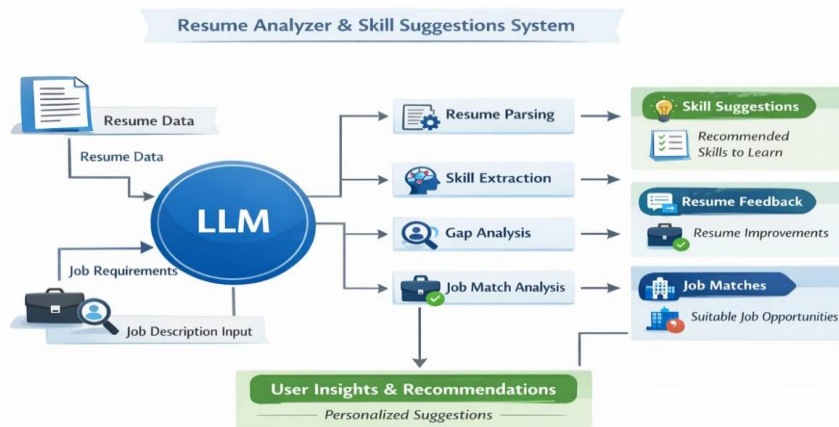 Resume Analyzer & Skill Suggestions System
Resume Data
Resume Data
LLM
Job Requirements
Job Description Input
Resume Parsing
Skill Extraction
Gap Analysis
Job Match Analysis
Skill Suggestions
Recommended
Skills to Learn
Resume Feedback
Resume Improvements
Job Matches
Suitable Job Opportunities
User Insights & Recommendations
Personalized Suggestions